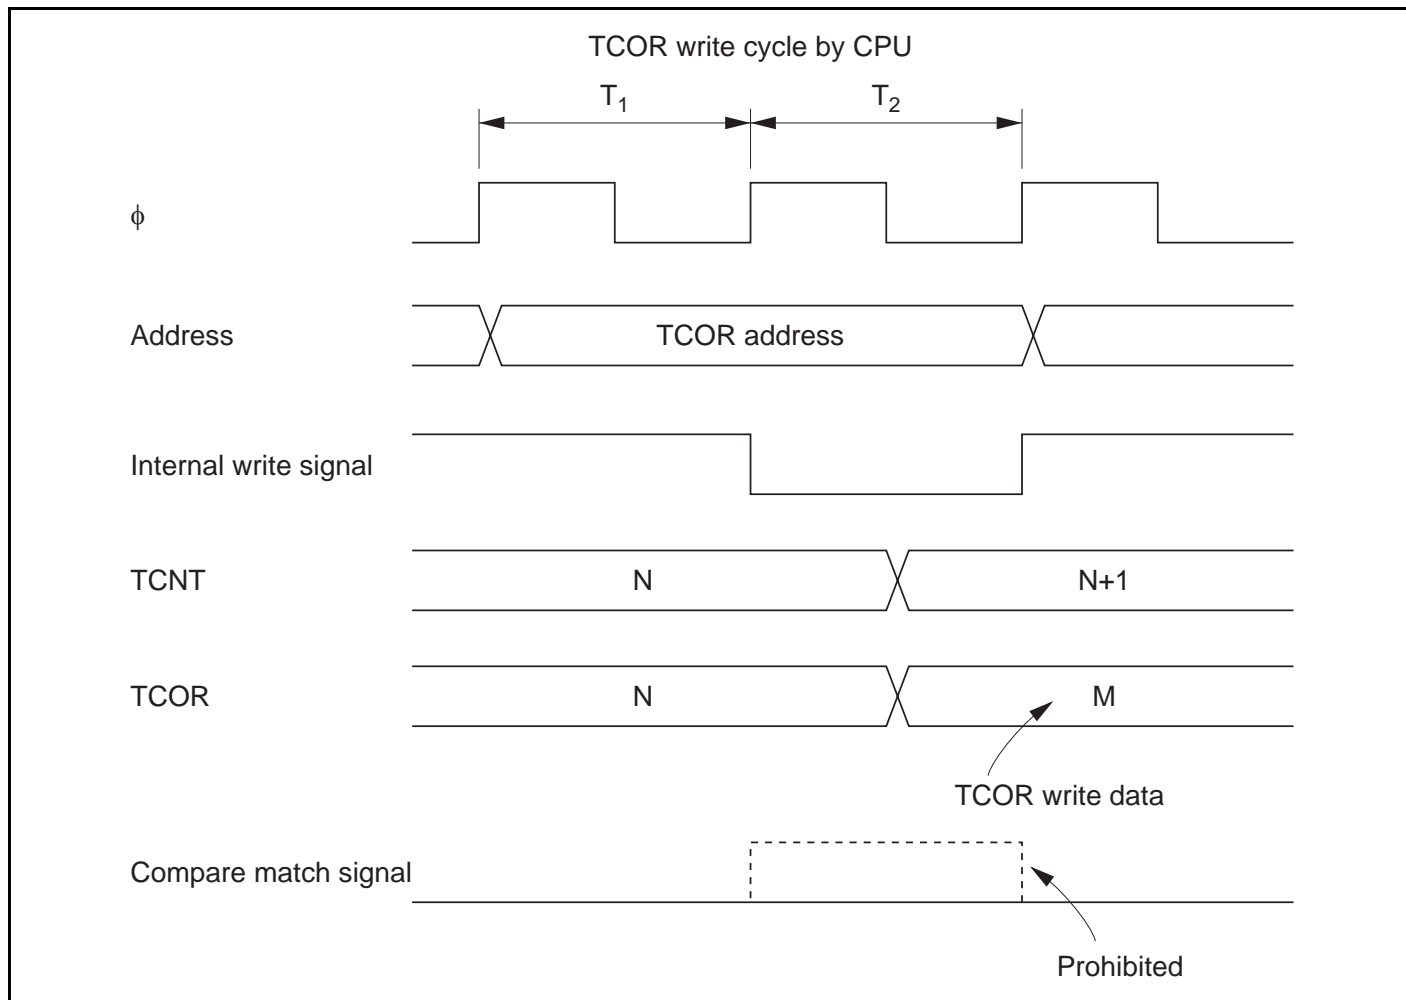 TCOR write cycle by CPU
T1 T2
ϕ
Address TCOR address
Internal write signal
TCNT N N+1
TCOR N M
TCOR write data
Compare match signal
Prohibited